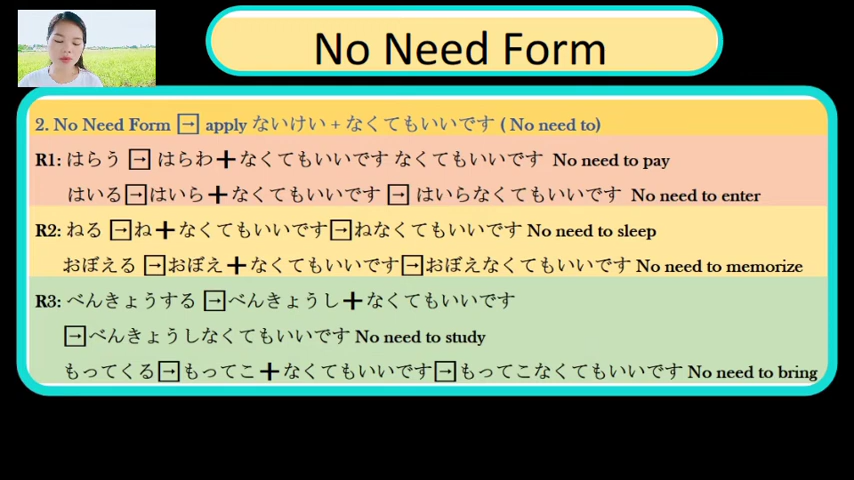 No Need Form
2. No Need Form → apply ないけい + なくてもいいです ( No need to)
R1: はらう → はらわ+なくてもいいです なくてもいいです No need to pay
はいる→はいら+なくてもいいです → はいらなくてもいいです No need to enter
R2: ねる →ね+なくてもいいです→ねなくてもいいです No need to sleep
おぼえる →おぼえ+なくてもいいです→おぼえなくてもいいです No need to memorize
R3: べんきょうする →べんきょうし+なくてもいいです
→べんきょうしなくてもいいです No need to study
もってくる→もってこ+なくてもいいです→もってこなくてもいいです No need to bring